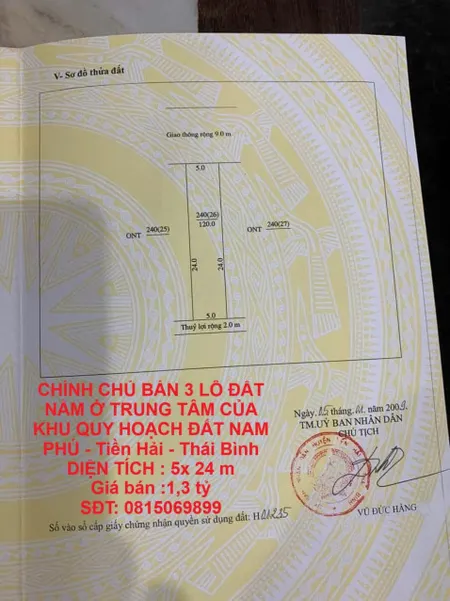 V- Sơ đồ thửa đất
Giao thông rộng 9.0 m
5.0
240(25)
ONT
240(26)
120.0
240(27)
ONT
24.0
24.0
5.0
Thuỷ lợi rộng 2.0 m
CHÍNH CHỦ BÁN 3 LÔ ĐẤT
NẰM Ở TRUNG TÂM CỦA
KHU QUY HOẠCH ĐẤT NAM
PHÚ - Tiền Hải - Thái Bình
DIỆN TÍCH : 5x 24 m
Giá bán :1,3 tỷ
SĐT: 0815069899
Ngày 05 tháng 11 năm 2009
TM.UỶ BAN NHÂN DÂN
CHỦ TỊCH
VŨ ĐỨC HẰNG
Số vào sổ cấp giấy chứng nhận quyền sử dụng đất: H01235